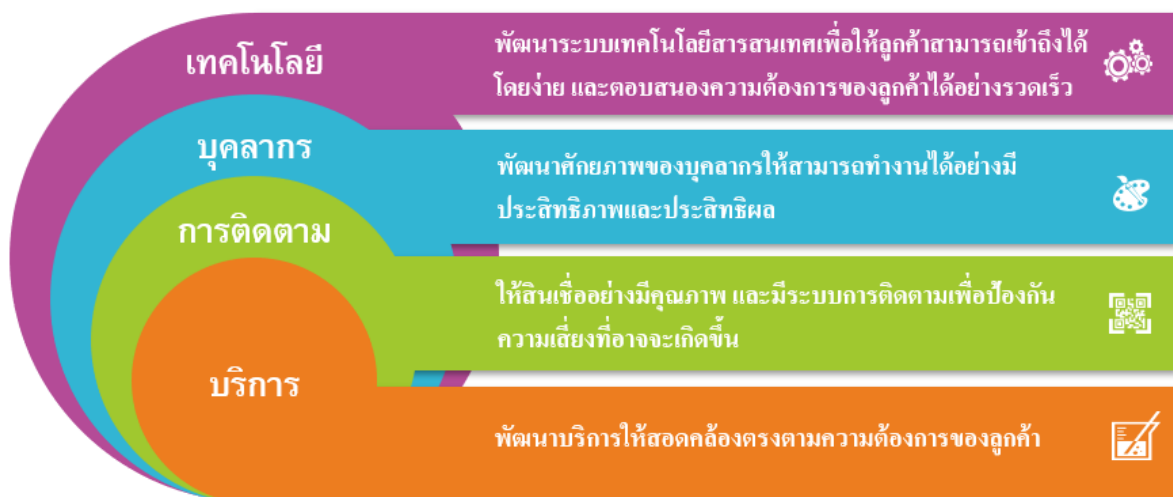 เทคโนโลยี
พัฒนาระบบเทคโนโลยีสารสนเทศเพื่อให้ลูกค้าสามารถเข้าถึงได้
โดยง่าย และตอบสนองความต้องการของลูกค้าได้อย่างรวดเร็ว
บุคลากร
พัฒนาศักยภาพของบุคลากรให้สามารถทำงานได้อย่างมี
ประสิทธิภาพและประสิทธิผล
การติดตาม
ให้สินเชื่ออย่างมีคุณภาพ และมีระบบการติดตามเพื่อป้องกัน
ความเสี่ยงที่อาจจะเกิดขึ้น
บริการ
พัฒนาบริการให้สอดคล้องตรงตามความต้องการของลูกค้า